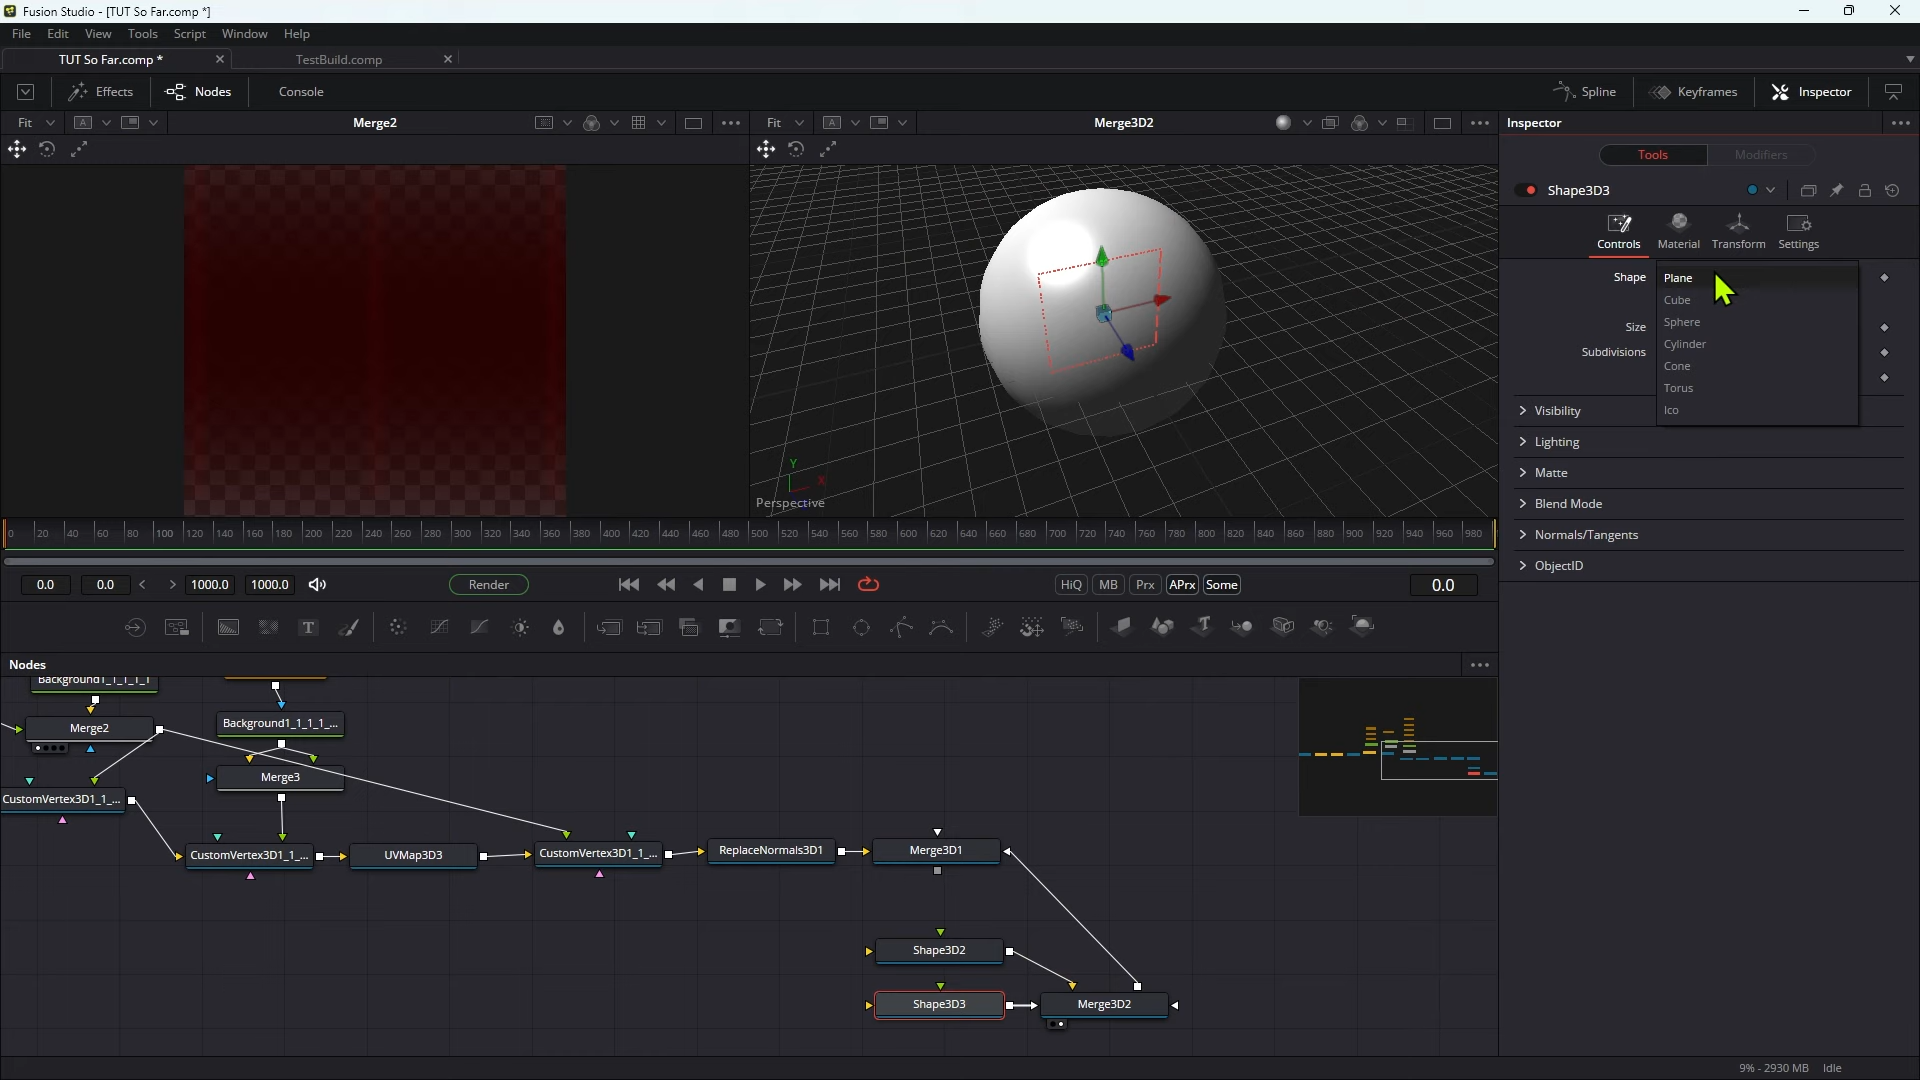 Fusion Studio - [TUT So Far.comp *]
File Edit View Tools Script Window Help
TUT So Far.comp * TestBuild.comp
Effects Nodes Console Spline Keyframes Inspector
Fit A Merge2 Fit A Merge3D2 Inspector
Tools Modifiers
Shape3D3
Controls Material Transform Settings
Shape Plane
Cube
Sphere
Size
Cylinder
Subdivisions
Cone
Torus
Ico
Visibility
Lighting
Matte
Blend Mode
Normals/Tangents
ObjectID
Y
X
Perspective
0 20 40 60 80 100 120 140 160 180 200 220 240 260 280 300 320 340 360 380 400 420 440 460 480 500 520 540 560 580 600 620 640 660 680 700 720 740 760 780 800 820 840 860 880 900 920 940 960 980
0.0 0.0 1000.0 1000.0 Render HiQ MB Prx APrx Some 0.0
Nodes
Background1_1_1_1_1
Background1_1_1_1_...
Merge2
Merge3
CustomVertex3D1_1_...
CustomVertex3D1_1_... UVMap3D3 CustomVertex3D1_1_... ReplaceNormals3D1 Merge3D1
Shape3D2
Shape3D3 Merge3D2
9% - 2930 MB Idle